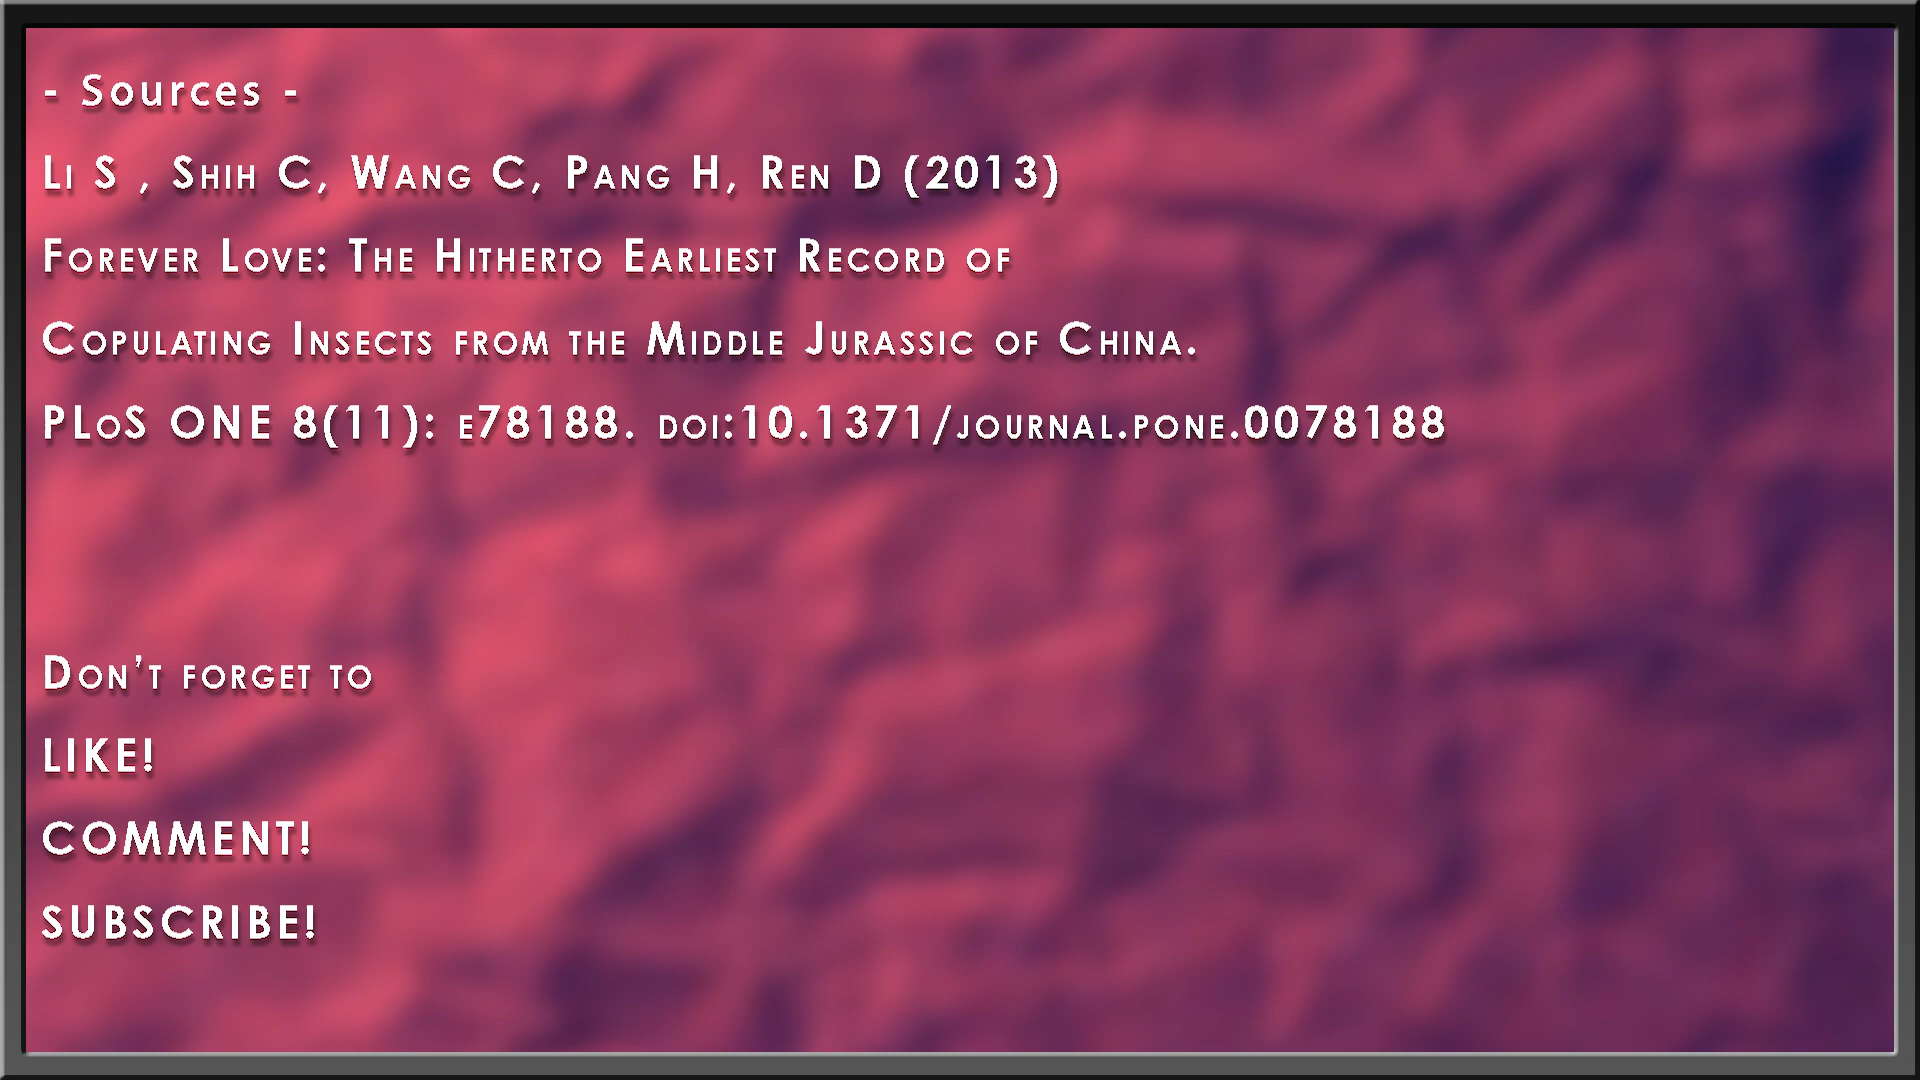 - Sources -
Li S , Shih C, Wang C, Pang H, Ren D (2013)
Forever Love: The Hitherto Earliest Record of
Copulating Insects from the Middle Jurassic of China.
PLoS ONE 8(11): e78188. doi:10.1371/journal.pone.0078188
Don't forget to
LIKE!
COMMENT!
SUBSCRIBE!